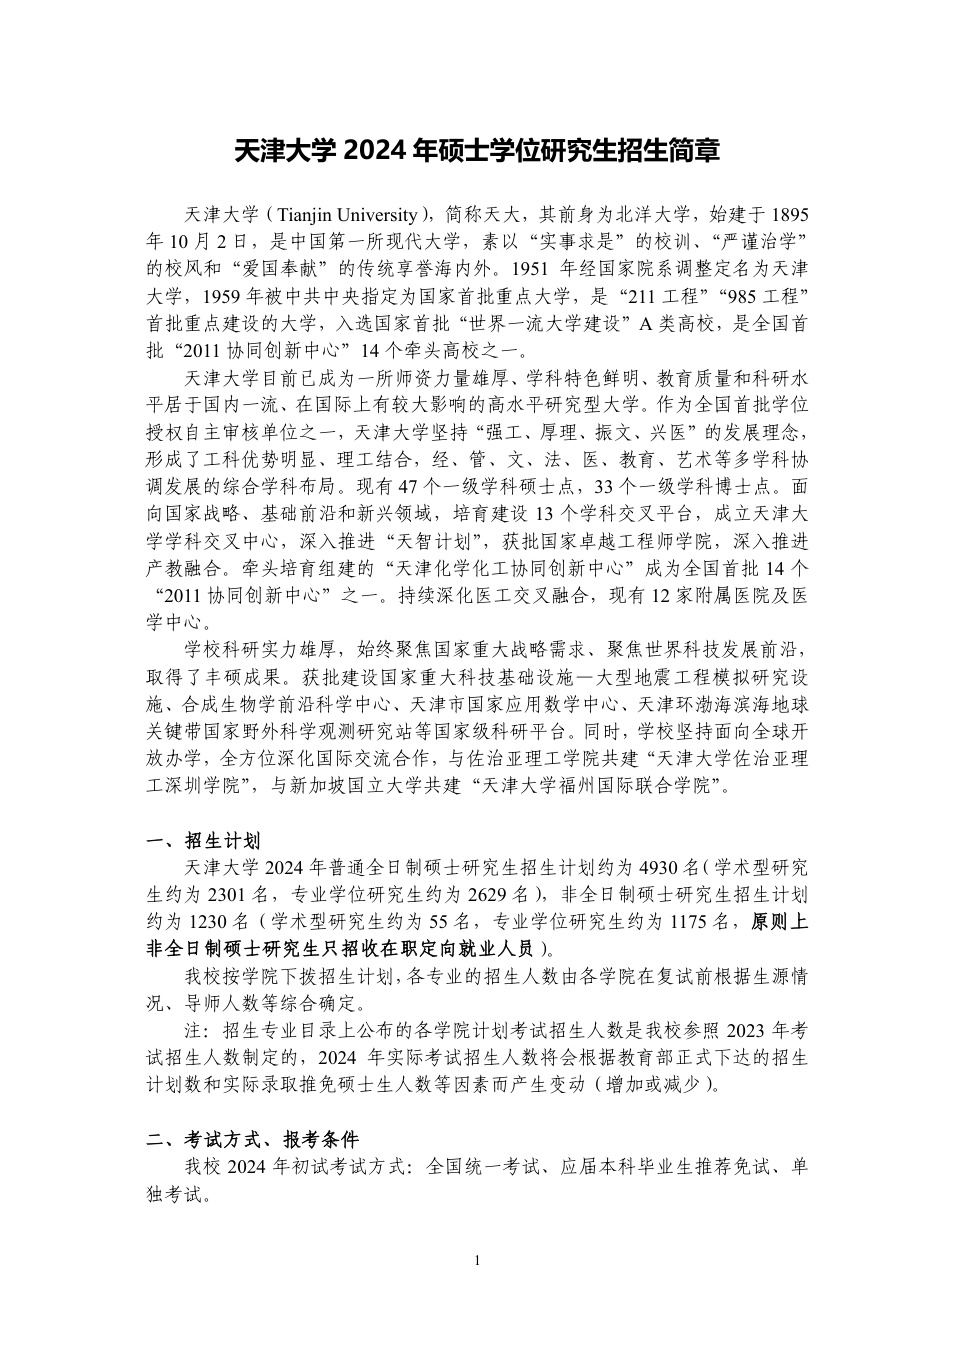 天津大学 2024 年硕士学位研究生招生简章
天津大学（Tianjin University），简称天大，其前身为北洋大学，始建于 1895
年 10 月 2 日，是中国第一所现代大学，素以“实事求是”的校训、“严谨治学”
的校风和“爱国奉献”的传统享誉海内外。1951 年经国家院系调整定名为天津
大学，1959 年被中共中央指定为国家首批重点大学，是“211 工程”“985 工程”
首批重点建设的大学，入选国家首批“世界一流大学建设”A 类高校，是全国首
批“2011 协同创新中心”14 个牵头高校之一。
天津大学目前已成为一所师资力量雄厚、学科特色鲜明、教育质量和科研水
平居于国内一流、在国际上有较大影响的高水平研究型大学。作为全国首批学位
授权自主审核单位之一，天津大学坚持“强工、厚理、振文、兴医”的发展理念，
形成了工科优势明显、理工结合，经、管、文、法、医、教育、艺术等多学科协
调发展的综合学科布局。现有 47 个一级学科硕士点，33 个一级学科博士点。面
向国家战略、基础前沿和新兴领域，培育建设 13 个学科交叉平台，成立天津大
学学科交叉中心，深入推进“天智计划”，获批国家卓越工程师学院，深入推进
产教融合。牵头培育组建的“天津化学化工协同创新中心”成为全国首批 14 个
“2011 协同创新中心”之一。持续深化医工交叉融合，现有 12 家附属医院及医
学中心。
学校科研实力雄厚，始终聚焦国家重大战略需求、聚焦世界科技发展前沿，
取得了丰硕成果。获批建设国家重大科技基础设施—大型地震工程模拟研究设
施、合成生物学前沿科学中心、天津市国家应用数学中心、天津环渤海滨海地球
关键带国家野外科学观测研究站等国家级科研平台。同时，学校坚持面向全球开
放办学，全方位深化国际交流合作，与佐治亚理工学院共建“天津大学佐治亚理
工深圳学院”，与新加坡国立大学共建“天津大学福州国际联合学院”。
一、招生计划
天津大学 2024 年普通全日制硕士研究生招生计划约为 4930 名（学术型研究
生约为 2301 名，专业学位研究生约为 2629 名），非全日制硕士研究生招生计划
约为 1230 名（学术型研究生约为 55 名，专业学位研究生约为 1175 名，原则上
非全日制硕士研究生只招收在职定向就业人员）。
我校按学院下拨招生计划，各专业的招生人数由各学院在复试前根据生源情
况、导师人数等综合确定。
注：招生专业目录上公布的各学院计划考试招生人数是我校参照 2023 年考
试招生人数制定的，2024 年实际考试招生人数将会根据教育部正式下达的招生
计划数和实际录取推免硕士生人数等因素而产生变动（增加或减少）。
二、考试方式、报考条件
我校 2024 年初试考试方式：全国统一考试、应届本科毕业生推荐免试、单
独考试。
1